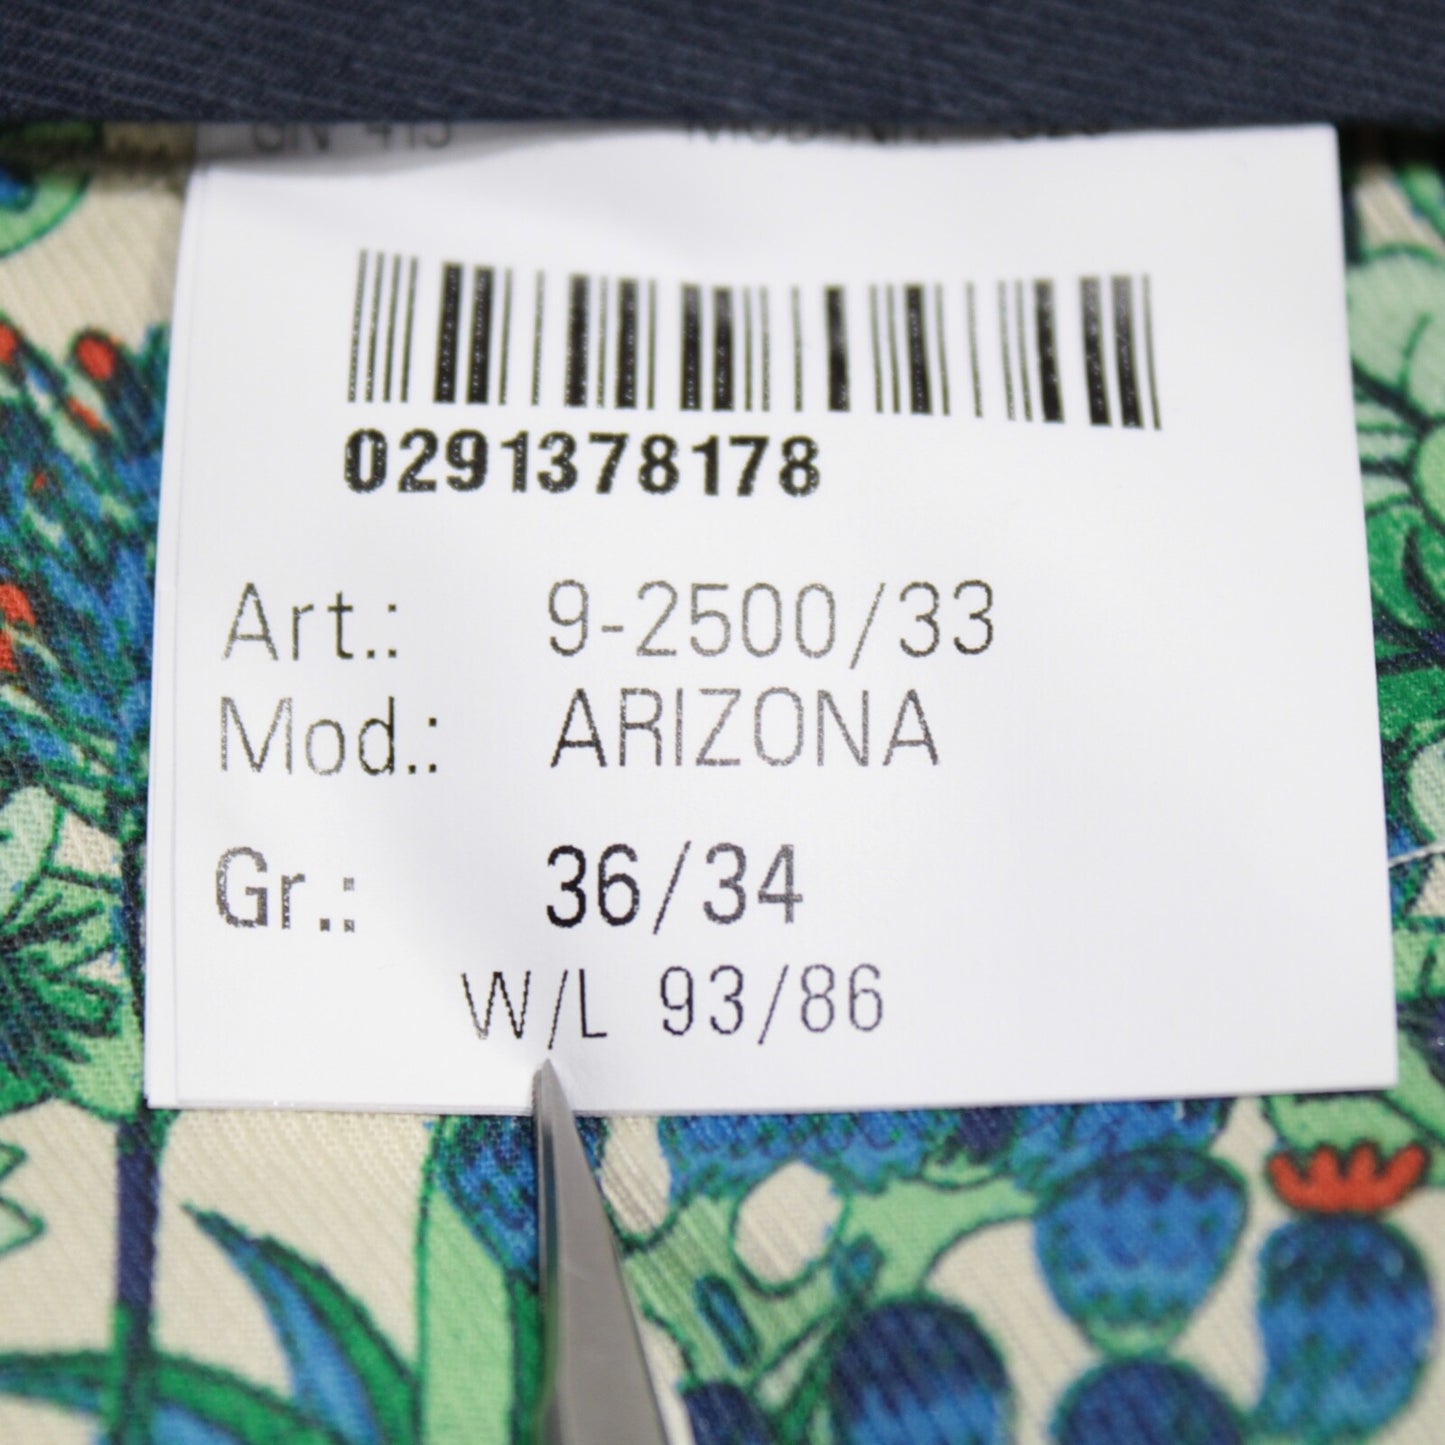 0291378178
Art.: 9-2500/33
Mod.: ARIZONA
Gr.: 36/34
W/L 93/86